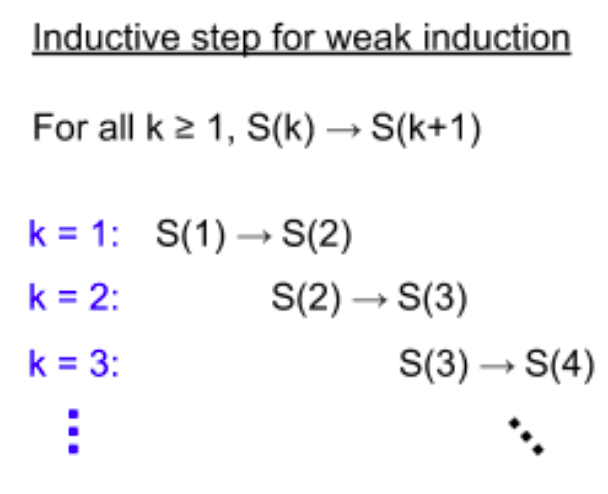 Inductive step for weak induction
For all k ≥ 1, S(k) → S(k+1)
k = 1: S(1) → S(2)
k = 2: S(2) → S(3)
k = 3: S(3) → S(4)
⋮ ⋱